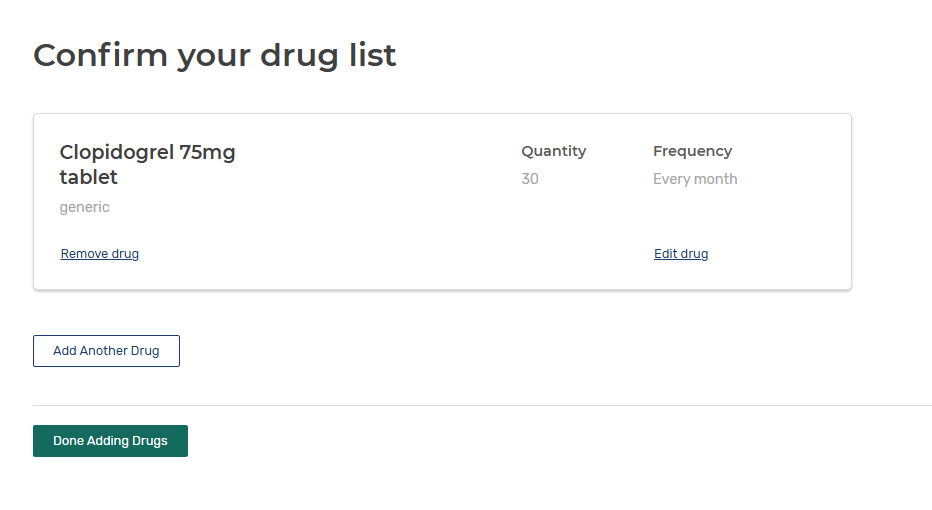 Confirm your drug list
Clopidogrel 75mg
tablet
generic
Quantity
30
Frequency
Every month
Remove drug
Edit drug
Add Another Drug
Done Adding Drugs